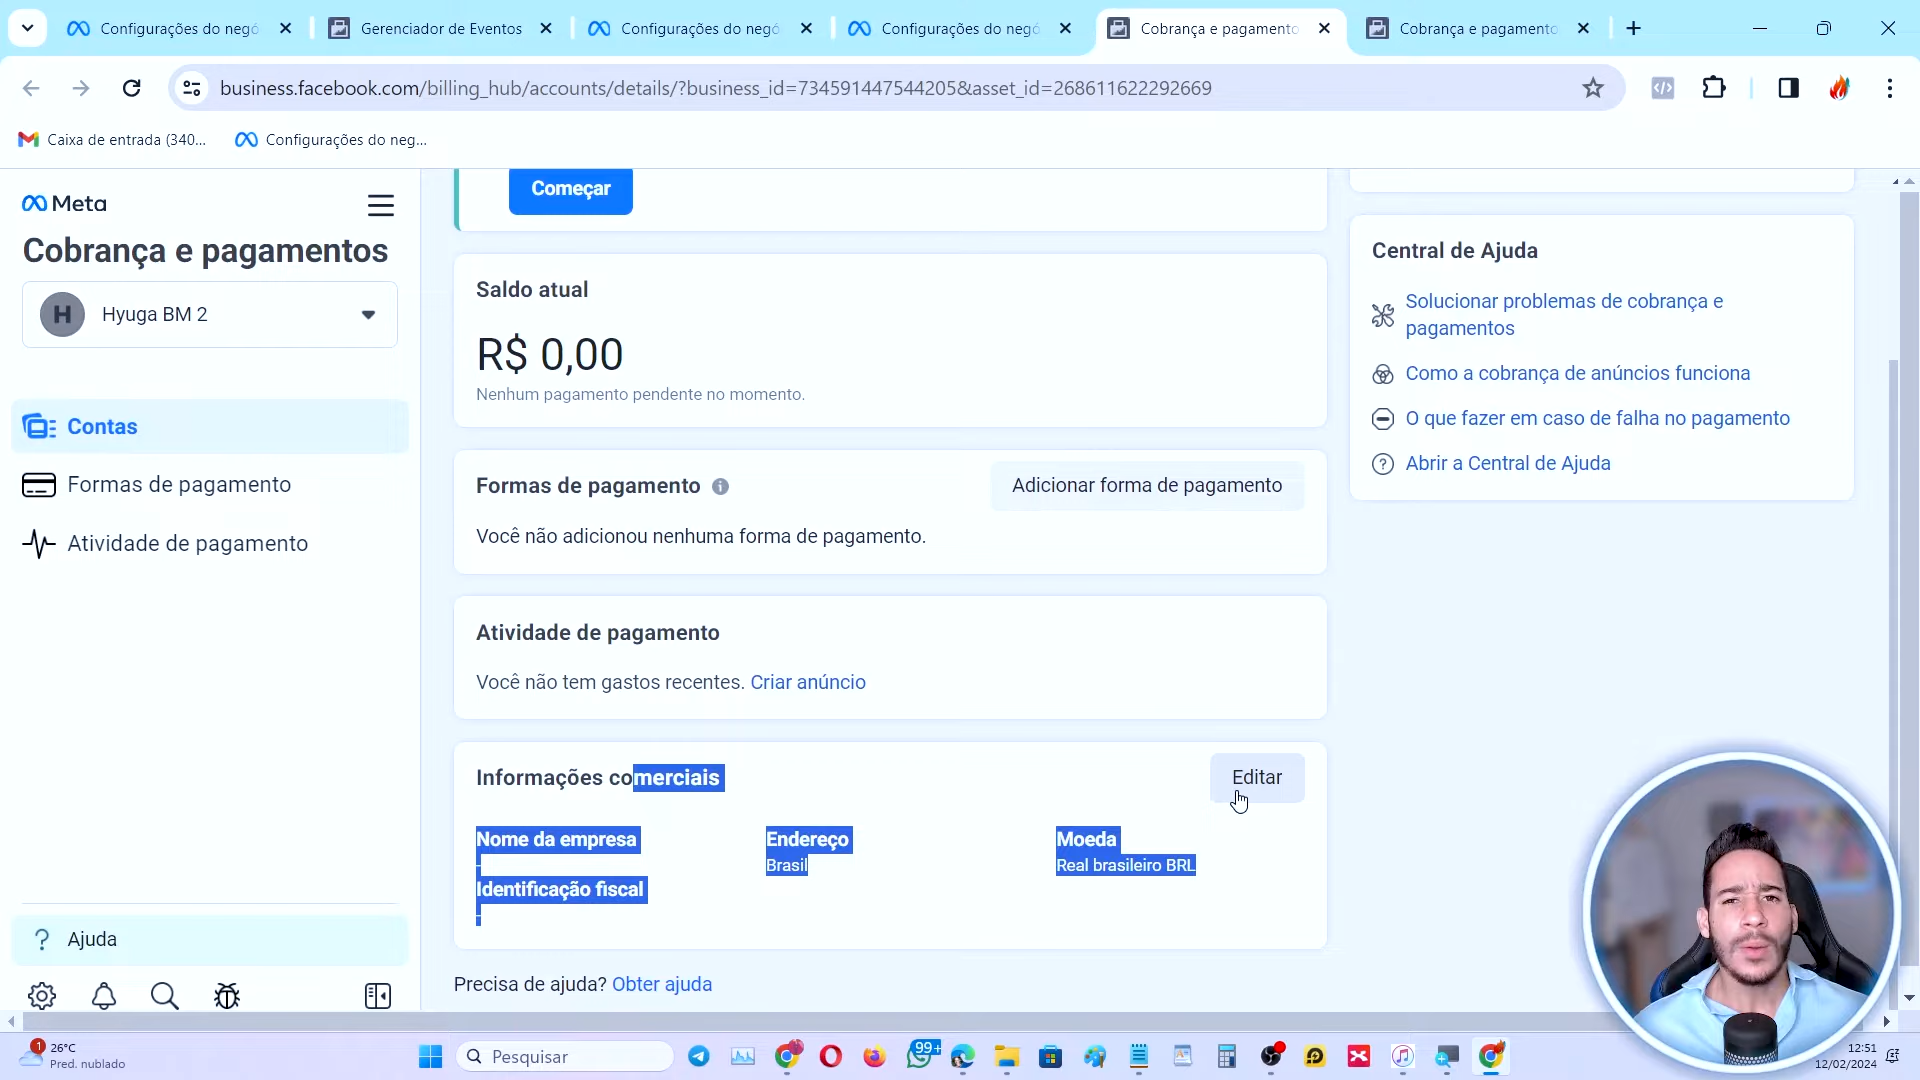 Configurações do negó
Gerenciador de Eventos
Configurações do negó
Configurações do negó
Cobrança e pagamento
Cobrança e pagamento
business.facebook.com/billing_hub/accounts/details/?business_id=734591447544205&asset_id=268611622292669
Caixa de entrada (340...
Configurações do neg...
Meta
Cobrança e pagamentos
H
Hyuga BM 2
Contas
Formas de pagamento
Atividade de pagamento
? Ajuda
Começar
Saldo atual
R$ 0,00
Nenhum pagamento pendente no momento.
Formas de pagamento
Adicionar forma de pagamento
Você não adicionou nenhuma forma de pagamento.
Atividade de pagamento
Você não tem gastos recentes. Criar anúncio
Informações comerciais
Editar
Nome da empresa
-
Endereço
Brasil
Moeda
Real brasileiro BRL
Identificação fiscal
-
Precisa de ajuda? Obter ajuda
Central de Ajuda
Solucionar problemas de cobrança e
pagamentos
Como a cobrança de anúncios funciona
O que fazer em caso de falha no pagamento
Abrir a Central de Ajuda
1
26°C
Pred. nublado
Pesquisar
99+
12:51
12/02/2024